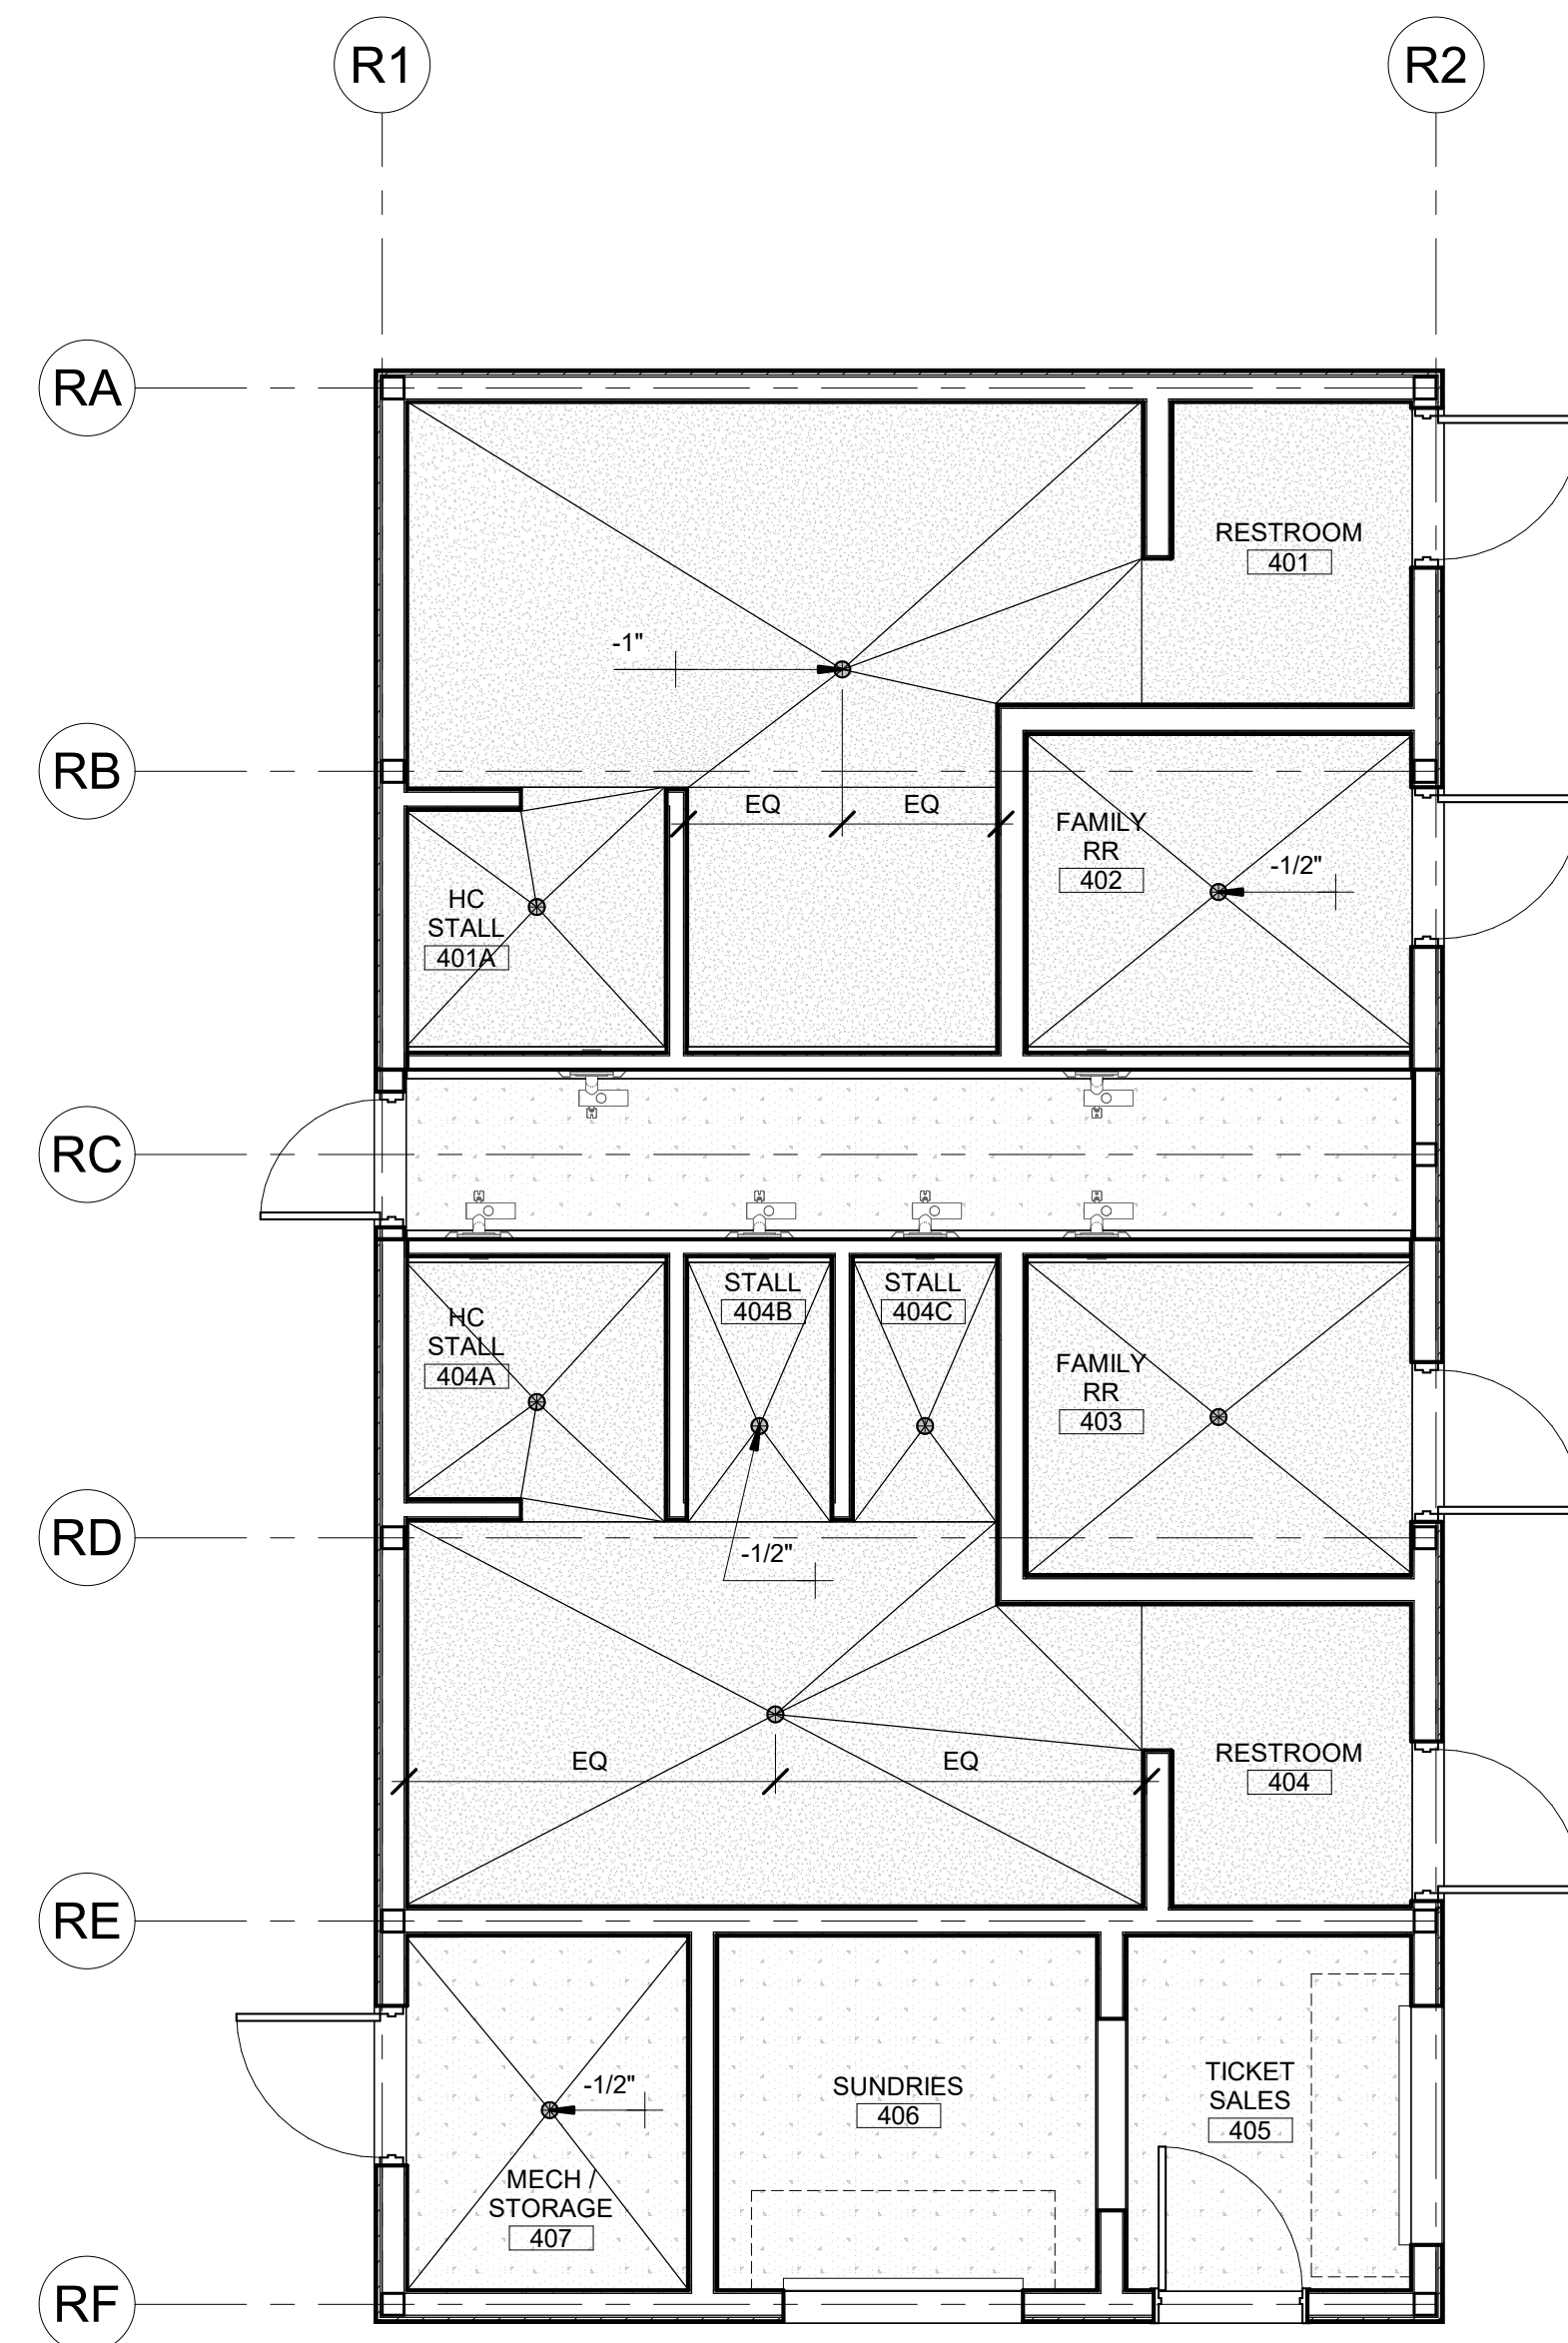 R1
R2
RA
RESTROOM
401
-1"
RB
EQ
EQ
FAMILY
RR
402
-1/2"
HC
STALL
401A
RC
STALL
404B
STALL
404C
HC
STALL
404A
FAMILY
RR
403
RD
-1/2"
EQ
EQ
RESTROOM
404
RE
TICKET
SALES
405
SUNDRIES
406
-1/2"
MECH /
STORAGE
407
RF